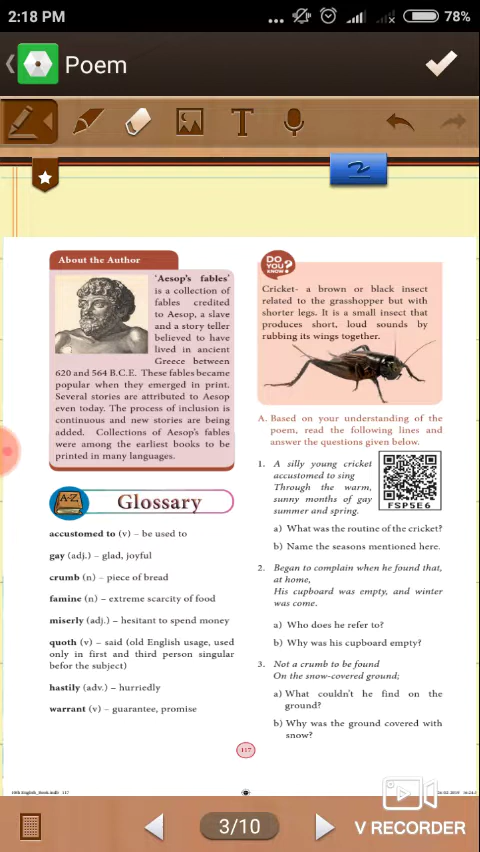 2:18 PM
78%
Poem
About the Author
'Aesop's fables'
is a collection of
fables credited
to Aesop, a slave
and a story teller
believed to have
lived in ancient
Greece between
620 and 564 B.C.E. These fables became
popular when they emerged in print.
Several stories are attributed to Aesop
even today. The process of inclusion is
continuous and new stories are being
added. Collections of Aesop's fables
were among the earliest books to be
printed in many languages.
A-Z
Glossary
accustomed to (v) – be used to
gay (adj.) – glad, joyful
crumb (n) – piece of bread
famine (n) – extreme scarcity of food
miserly (adj.) – hesitant to spend money
quoth (v) – said (old English usage, used
only in first and third person singular
befor the subject)
hastily (adv.) – hurriedly
warrant (v) – guarantee, promise
DO
YOU
KNOW?
Cricket- a brown or black insect
related to the grasshopper but with
shorter legs. It is a small insect that
produces short, loud sounds by
rubbing its wings together.
A. Based on your understanding of the
poem, read the following lines and
answer the questions given below.
1. A silly young cricket
accustomed to sing
Through the warm,
sunny months of gay
summer and spring.
FSP5E6
a) What was the routine of the cricket?
b) Name the seasons mentioned here.
2. Began to complain when he found that,
at home,
His cupboard was empty, and winter
was come.
a) Who does he refer to?
b) Why was his cupboard empty?
3. Not a crumb to be found
On the snow-covered ground;
a) What couldn't he find on the
ground?
b) Why was the ground covered with
snow?
117
10th English_Book.indb 117
3/10
V RECORDER